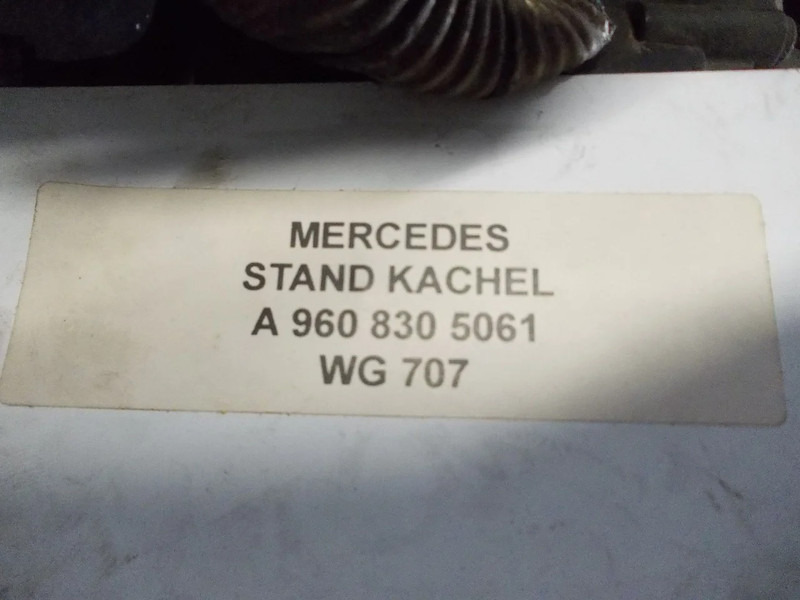 MERCEDES
STAND KACHEL
A 960 830 5061
WG 707